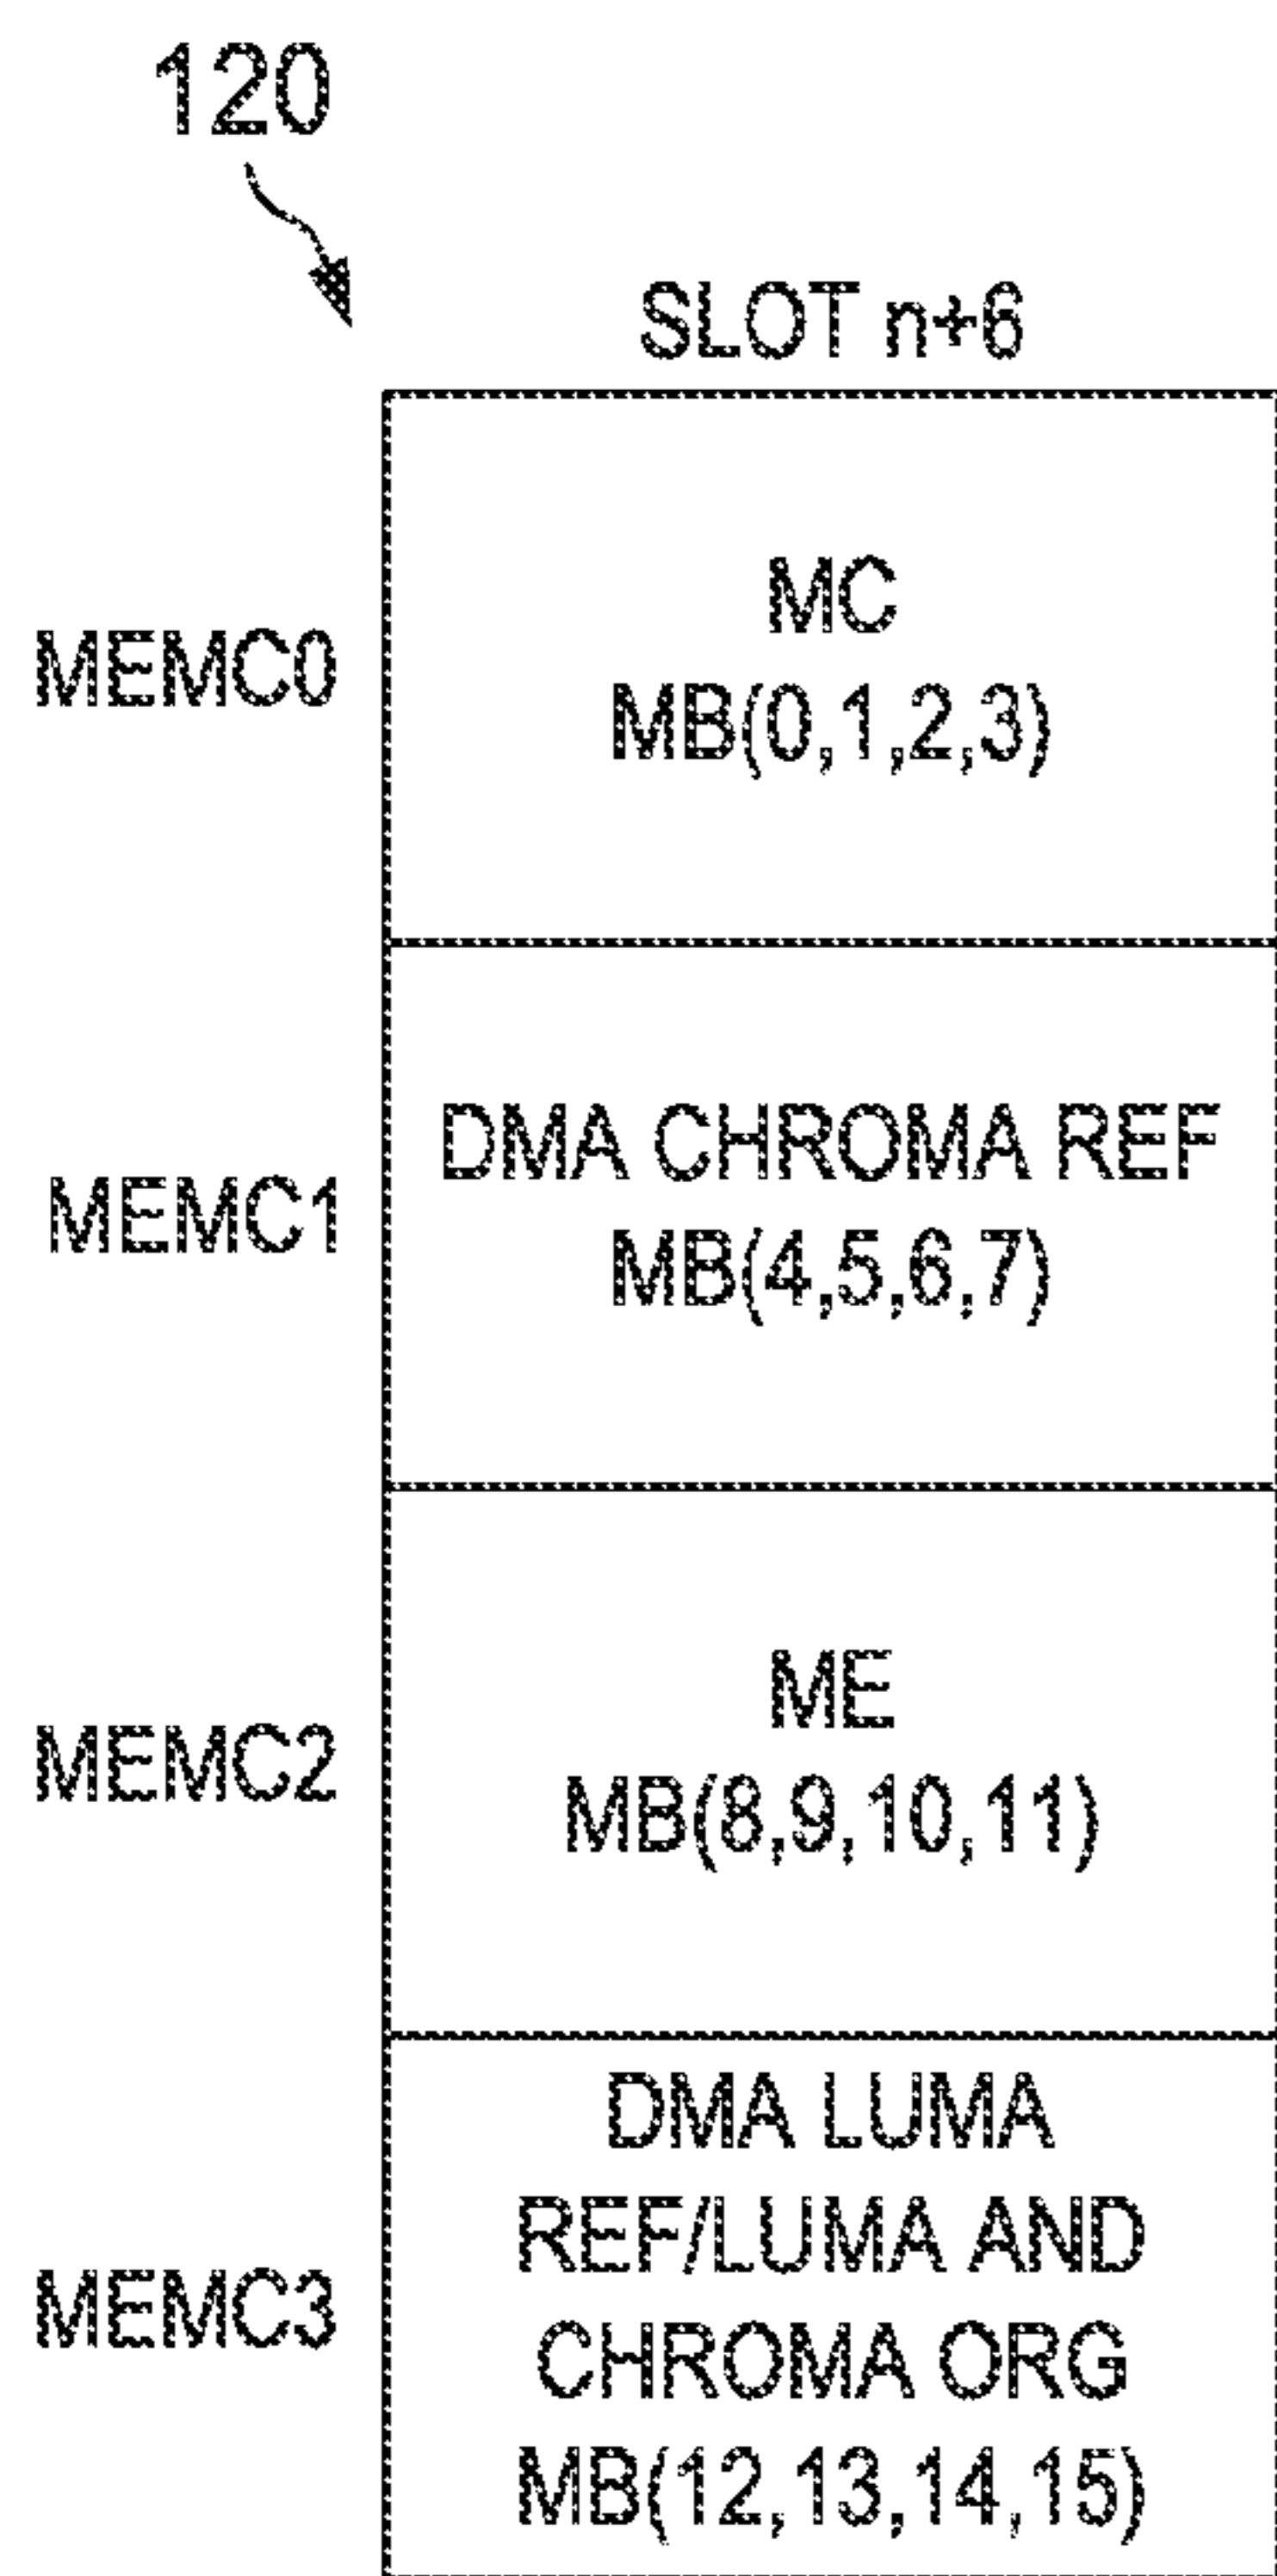 120
SLOT n+6
MEMC0
MC
MB(0,1,2,3)
MEMC1
DMA CHROMA REF
MB(4,5,6,7)
MEMC2
ME
MB(8,9,10,11)
MEMC3
DMA LUMA
REF/LUMA AND
CHROMA ORG
MB(12,13,14,15)